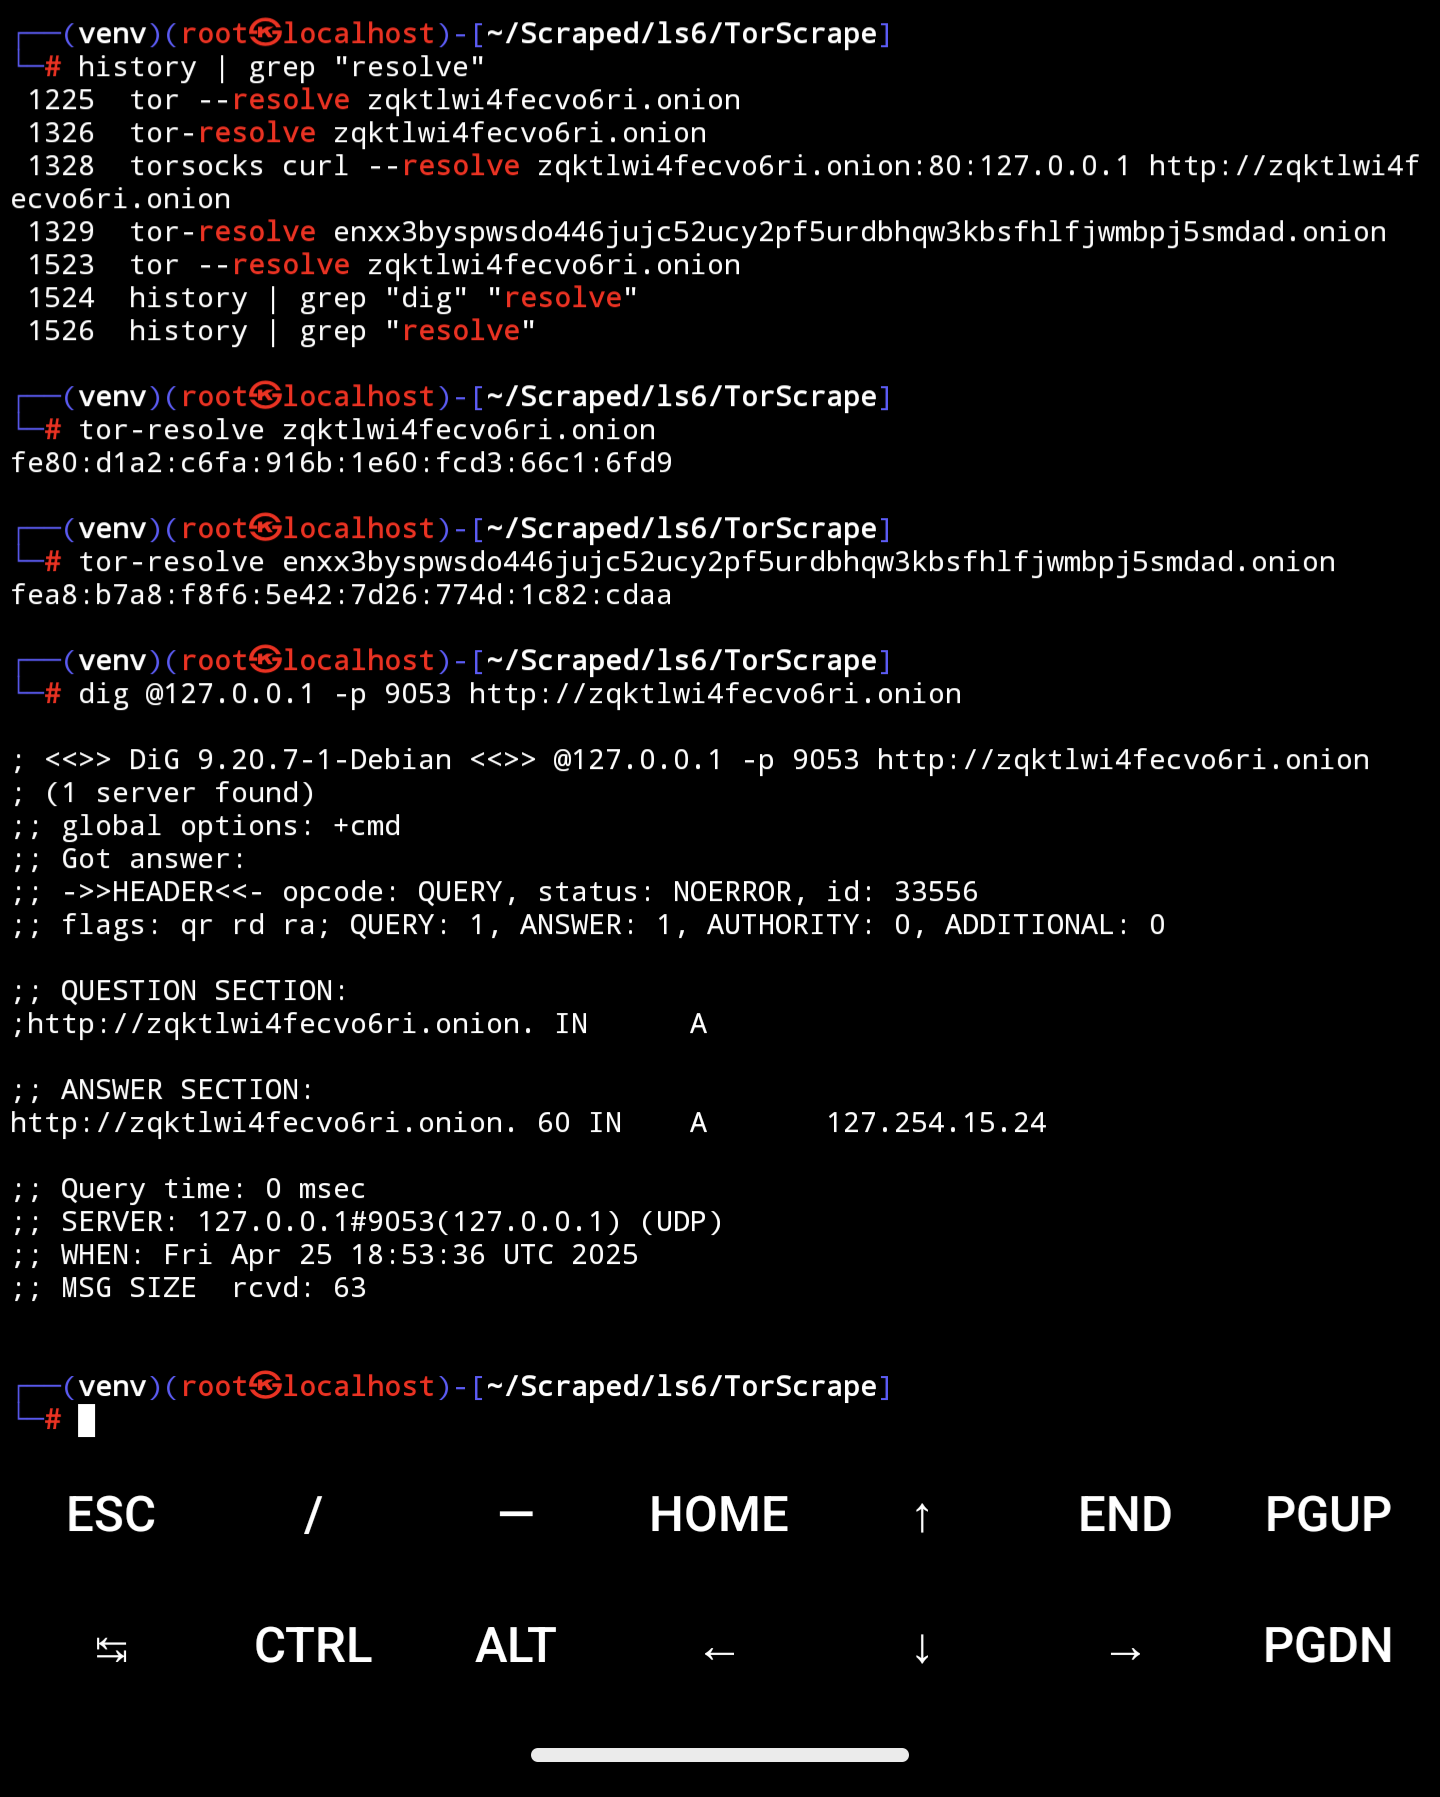 ┌──(venv)(root㉿localhost)-[~/Scraped/ls6/TorScrape]
└─# history | grep "resolve"
 1225  tor --resolve zqktlwi4fecvo6ri.onion
 1326  tor-resolve zqktlwi4fecvo6ri.onion
 1328  torsocks curl --resolve zqktlwi4fecvo6ri.onion:80:127.0.0.1 http://zqktlwi4f
ecvo6ri.onion
 1329  tor-resolve enxx3byspwsdo446jujc52ucy2pf5urdbhqw3kbsfhlfjwmbpj5smdad.onion
 1523  tor --resolve zqktlwi4fecvo6ri.onion
 1524  history | grep "dig" "resolve"
 1526  history | grep "resolve"

┌──(venv)(root㉿localhost)-[~/Scraped/ls6/TorScrape]
└─# tor-resolve zqktlwi4fecvo6ri.onion
fe80:d1a2:c6fa:916b:1e60:fcd3:66c1:6fd9

┌──(venv)(root㉿localhost)-[~/Scraped/ls6/TorScrape]
└─# tor-resolve enxx3byspwsdo446jujc52ucy2pf5urdbhqw3kbsfhlfjwmbpj5smdad.onion
fea8:b7a8:f8f6:5e42:7d26:774d:1c82:cdaa

┌──(venv)(root㉿localhost)-[~/Scraped/ls6/TorScrape]
└─# dig @127.0.0.1 -p 9053 http://zqktlwi4fecvo6ri.onion

; <<>> DiG 9.20.7-1-Debian <<>> @127.0.0.1 -p 9053 http://zqktlwi4fecvo6ri.onion
; (1 server found)
;; global options: +cmd
;; Got answer:
;; ->>HEADER<<- opcode: QUERY, status: NOERROR, id: 33556
;; flags: qr rd ra; QUERY: 1, ANSWER: 1, AUTHORITY: 0, ADDITIONAL: 0

;; QUESTION SECTION:
;http://zqktlwi4fecvo6ri.onion. IN      A

;; ANSWER SECTION:
http://zqktlwi4fecvo6ri.onion. 60 IN    A       127.254.15.24

;; Query time: 0 msec
;; SERVER: 127.0.0.1#9053(127.0.0.1) (UDP)
;; WHEN: Fri Apr 25 18:53:36 UTC 2025
;; MSG SIZE  rcvd: 63

┌──(venv)(root㉿localhost)-[~/Scraped/ls6/TorScrape]
└─#
ESC / — HOME ↑ END PGUP
↹ CTRL ALT ← ↓ → PGDN